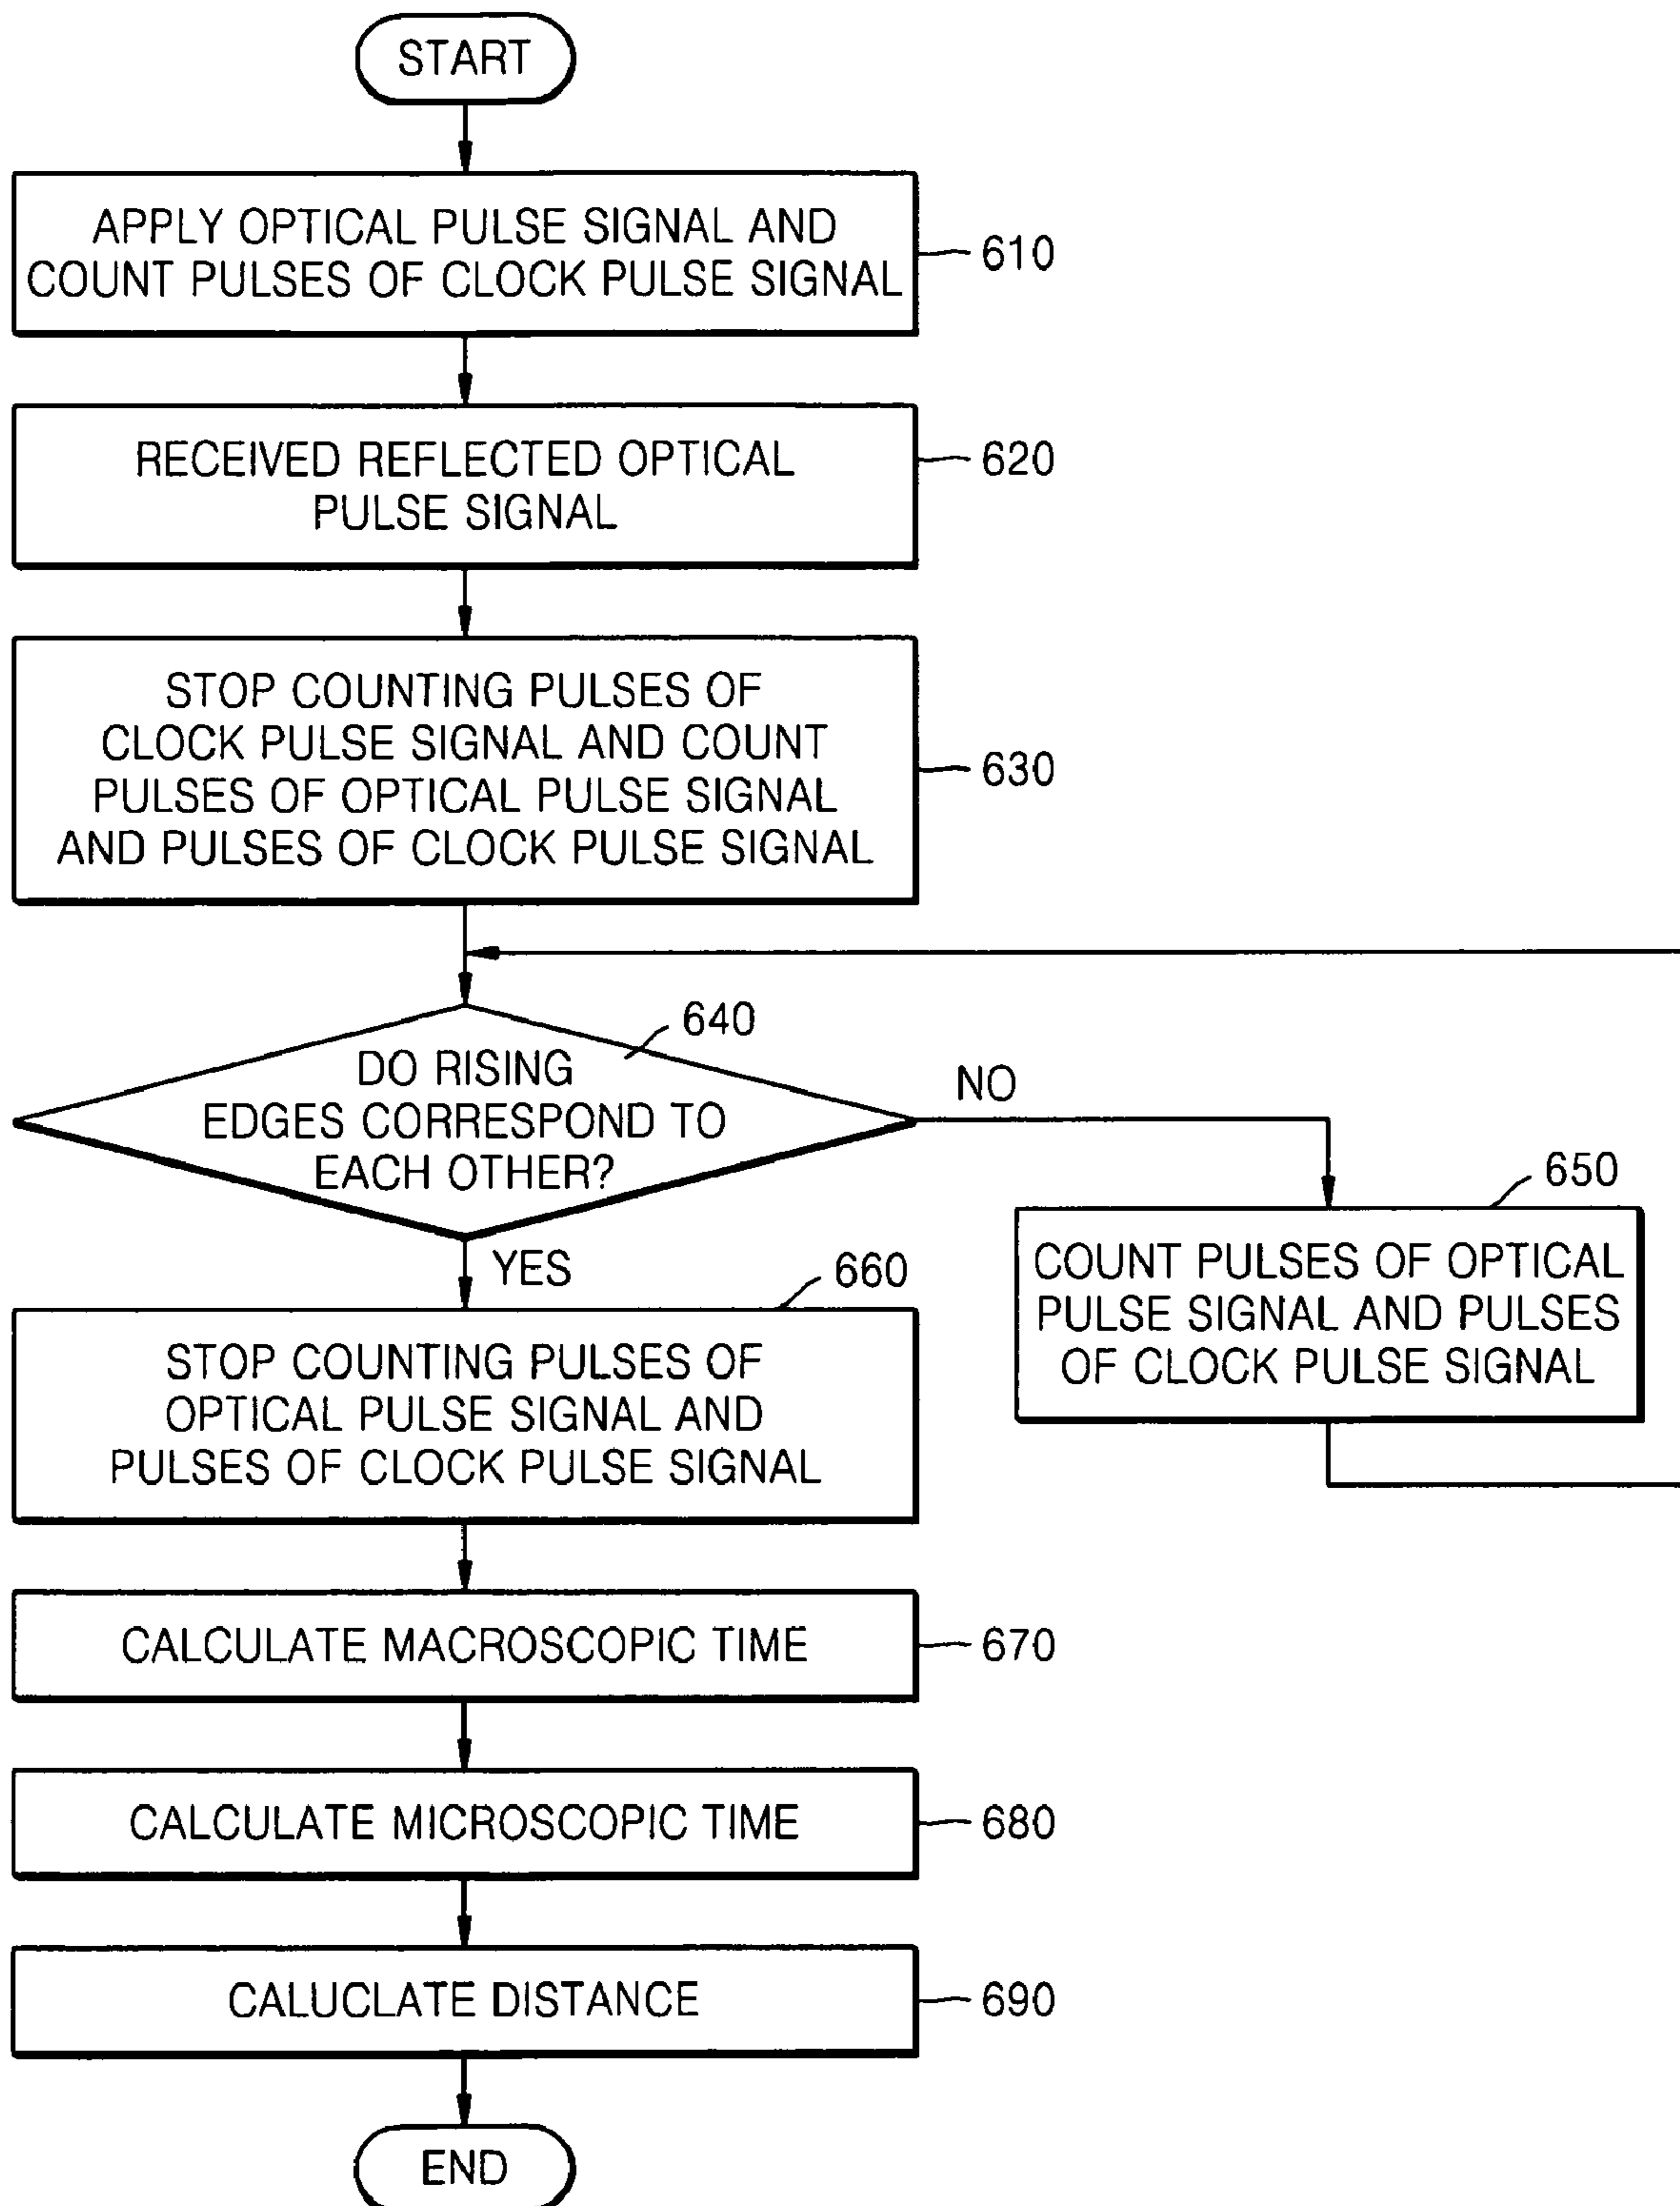 START
APPLY OPTICAL PULSE SIGNAL AND
COUNT PULSES OF CLOCK PULSE SIGNAL
610
RECEIVED REFLECTED OPTICAL
PULSE SIGNAL
620
STOP COUNTING PULSES OF
CLOCK PULSE SIGNAL AND COUNT
PULSES OF OPTICAL PULSE SIGNAL
AND PULSES OF CLOCK PULSE SIGNAL
630
640
DO RISING
EDGES CORRESPOND TO
EACH OTHER?
NO
650
COUNT PULSES OF OPTICAL
PULSE SIGNAL AND PULSES
OF CLOCK PULSE SIGNAL
YES
660
STOP COUNTING PULSES OF
OPTICAL PULSE SIGNAL AND
PULSES OF CLOCK PULSE SIGNAL
CALCULATE MACROSCOPIC TIME
670
CALCULATE MICROSCOPIC TIME
680
CALUCLATE DISTANCE
690
END